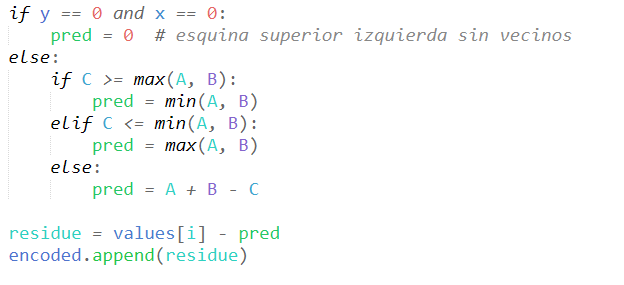 if y == 0 and x == 0:
    pred = 0  # esquina superior izquierda sin vecinos
else:
    if C >= max(A, B):
        pred = min(A, B)
    elif C <= min(A, B):
        pred = max(A, B)
    else:
        pred = A + B - C

residue = values[i] - pred
encoded.append(residue)